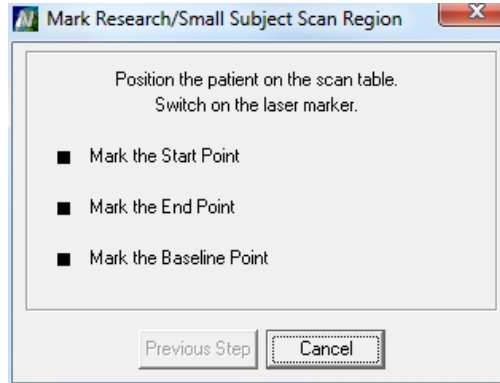 Mark Research/Small Subject Scan Region
Position the patient on the scan table.
Switch on the laser marker.
Mark the Start Point
Mark the End Point
Mark the Baseline Point
Previous Step
Cancel